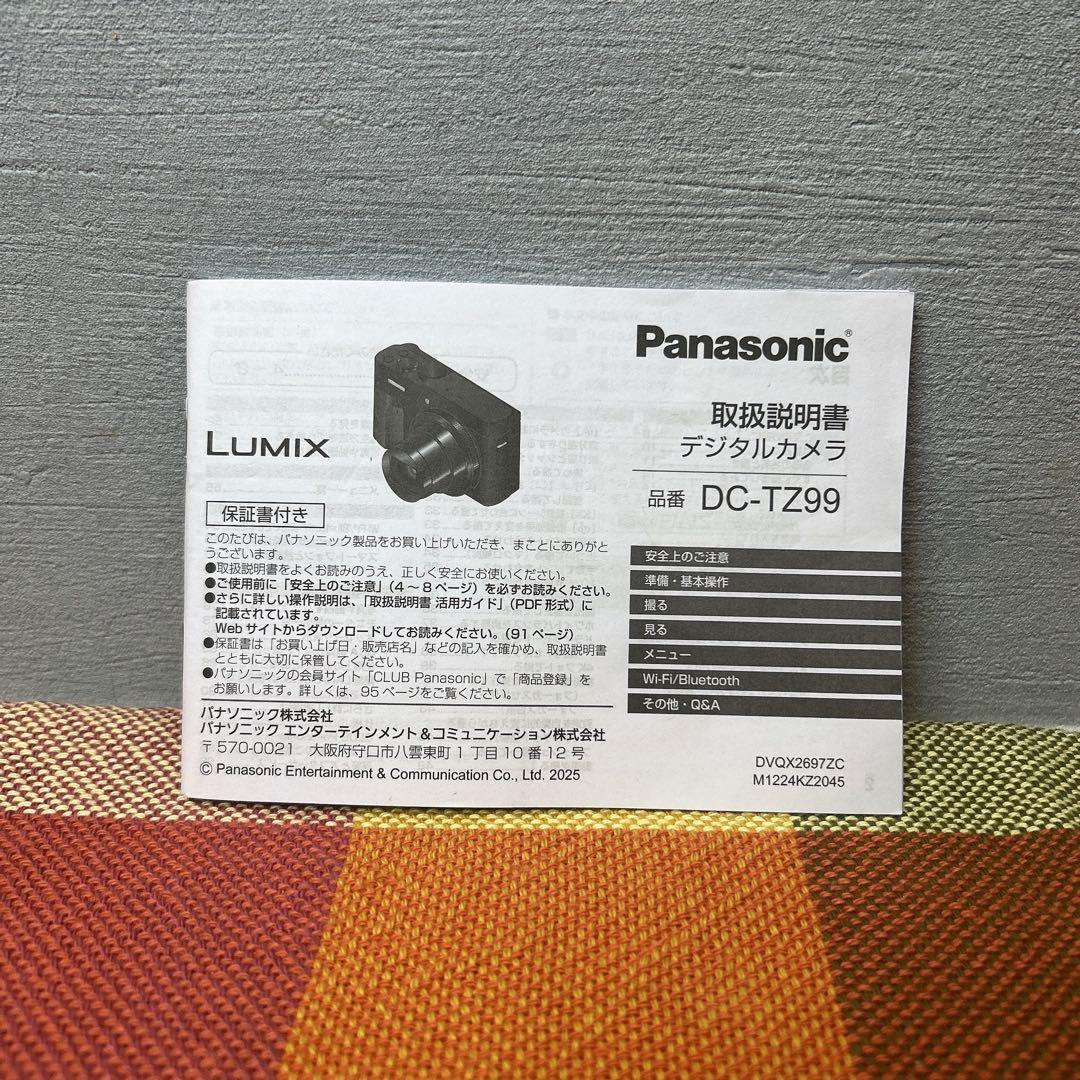 Panasonic®
取扱説明書
デジタルカメラ
品番 DC-TZ99
LUMIX
保証書付き
このたびは、パナソニック製品をお買い上げいただき、まことにありがと
うございます。
●取扱説明書をよくお読みのうえ、正しく安全にお使いください。
●ご使用前に「安全上のご注意」(4～8ページ)を必ずお読みください。
●さらに詳しい操作説明は、「取扱説明書 活用ガイド」(PDF形式)に
記載されています。
Webサイトからダウンロードしてお読みください。(91ページ)
●保証書は「お買い上げ日・販売店名」などの記入を確かめ、取扱説明書
とともに大切に保管してください。
●パナソニックの会員サイト「CLUB Panasonic」で「商品登録」を
お願いします。詳しくは、95ページをご覧ください。
パナソニック株式会社
パナソニック エンターテインメント＆コミュニケーション株式会社
〒570-0021 大阪府守口市八雲東町1丁目10番12号
© Panasonic Entertainment & Communication Co., Ltd. 2025
安全上のご注意
準備・基本操作
撮る
見る
メニュー
Wi-Fi/Bluetooth
その他・Q&A
DVQX2697ZC
M1224KZ2045